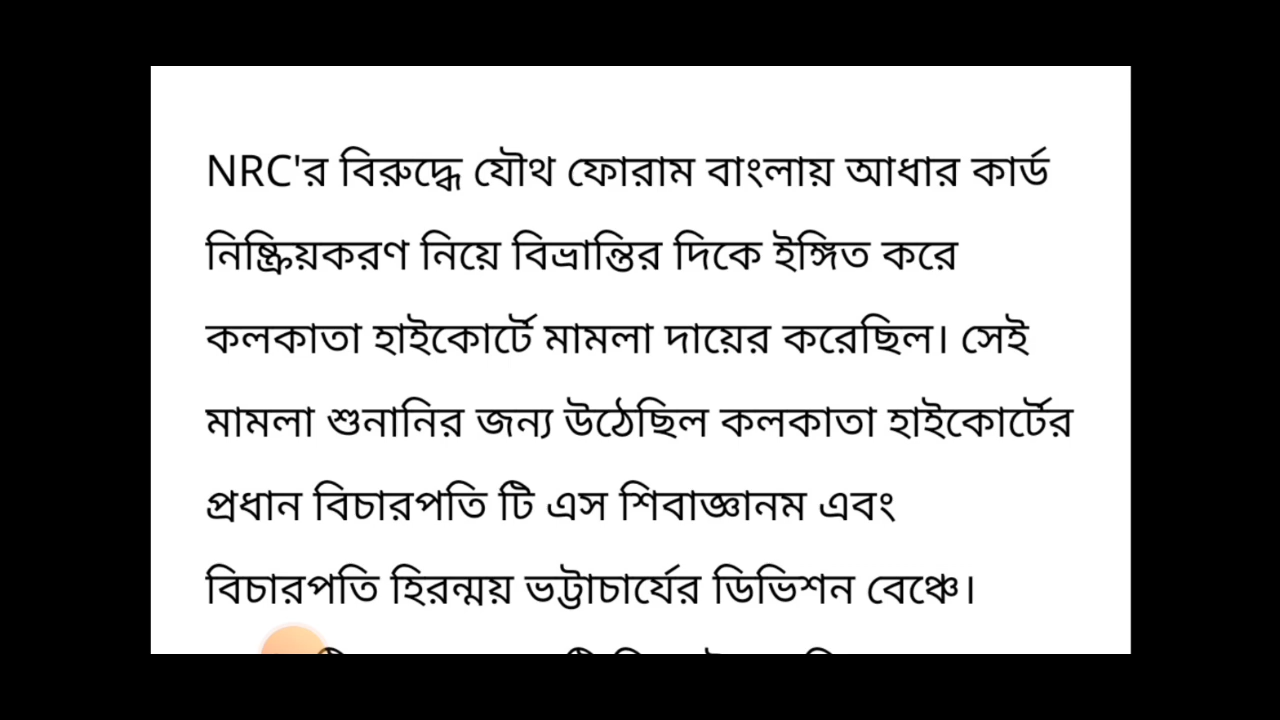 NRC'র বিরুদ্ধে যৌথ ফোরাম বাংলায় আধার কার্ড
নিষ্ক্রিয়করণ নিয়ে বিভ্রান্তির দিকে ইঙ্গিত করে
কলকাতা হাইকোর্টে মামলা দায়ের করেছিল। সেই
মামলা শুনানির জন্য উঠেছিল কলকাতা হাইকোর্টের
প্রধান বিচারপতি টি এস শিবাজ্ঞানম এবং
বিচারপতি হিরন্ময় ভট্টাচার্যের ডিভিশন বেঞ্চে।